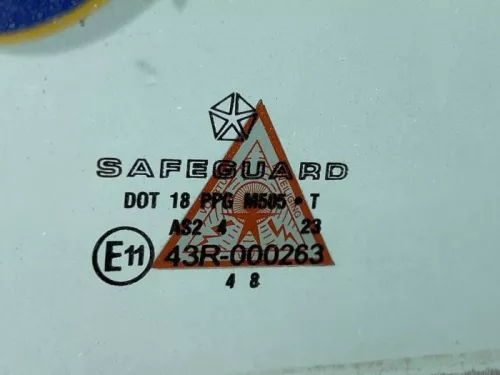 SAFEGUARD
DOT 18 PPG M505 • T
AS2 4 23
E11 43R-000263
4 8